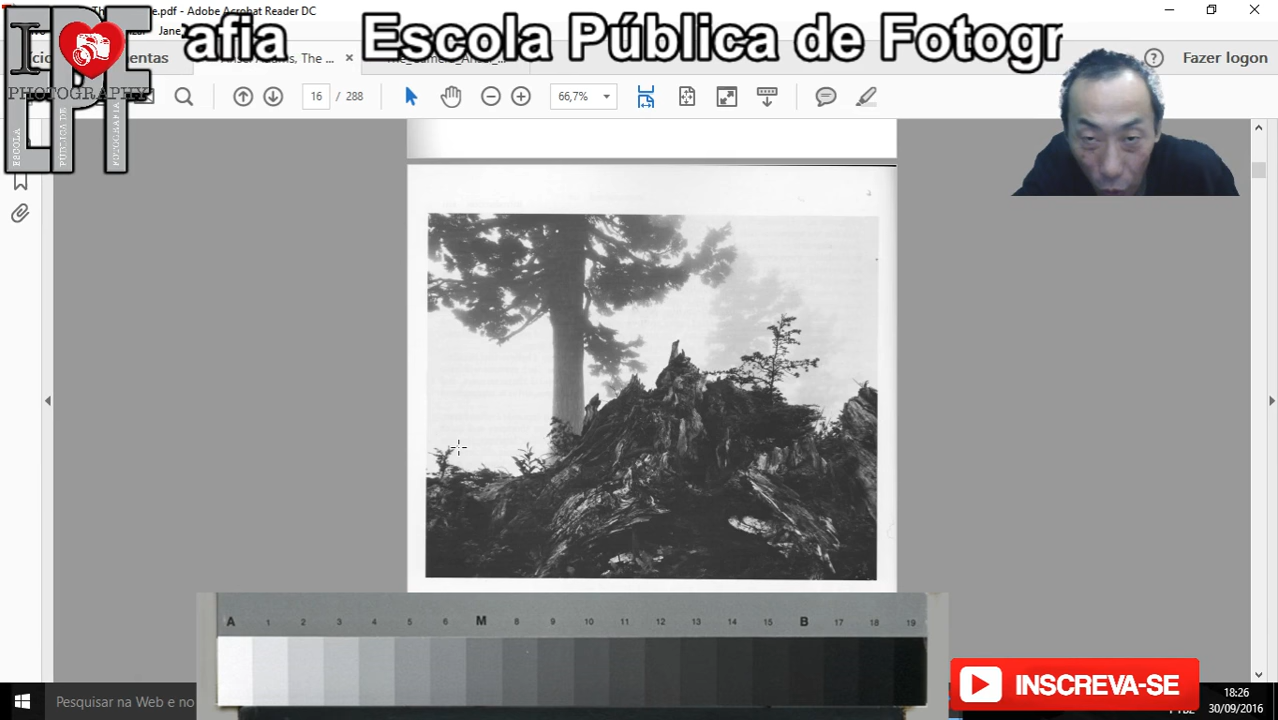 .pdf - Adobe Acrobat Reader DC
afia Escola Pública de Fotogr
I
PHOTOGRAPHY
ESCOLA
PÚBLICA DE
FOTOGRAFIA
Ansel Adams, The ...
Fazer logon
16 / 288
66,7%
A 1 2 3 4 5 6 M 8 9 10 11 12 13 14 15 B 17 18 19
INSCREVA-SE
Pesquisar na Web e no
18:26
30/09/2016